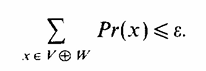 ∑ Pr(x) ⩽ ε.
x ∈ V ⊕ W